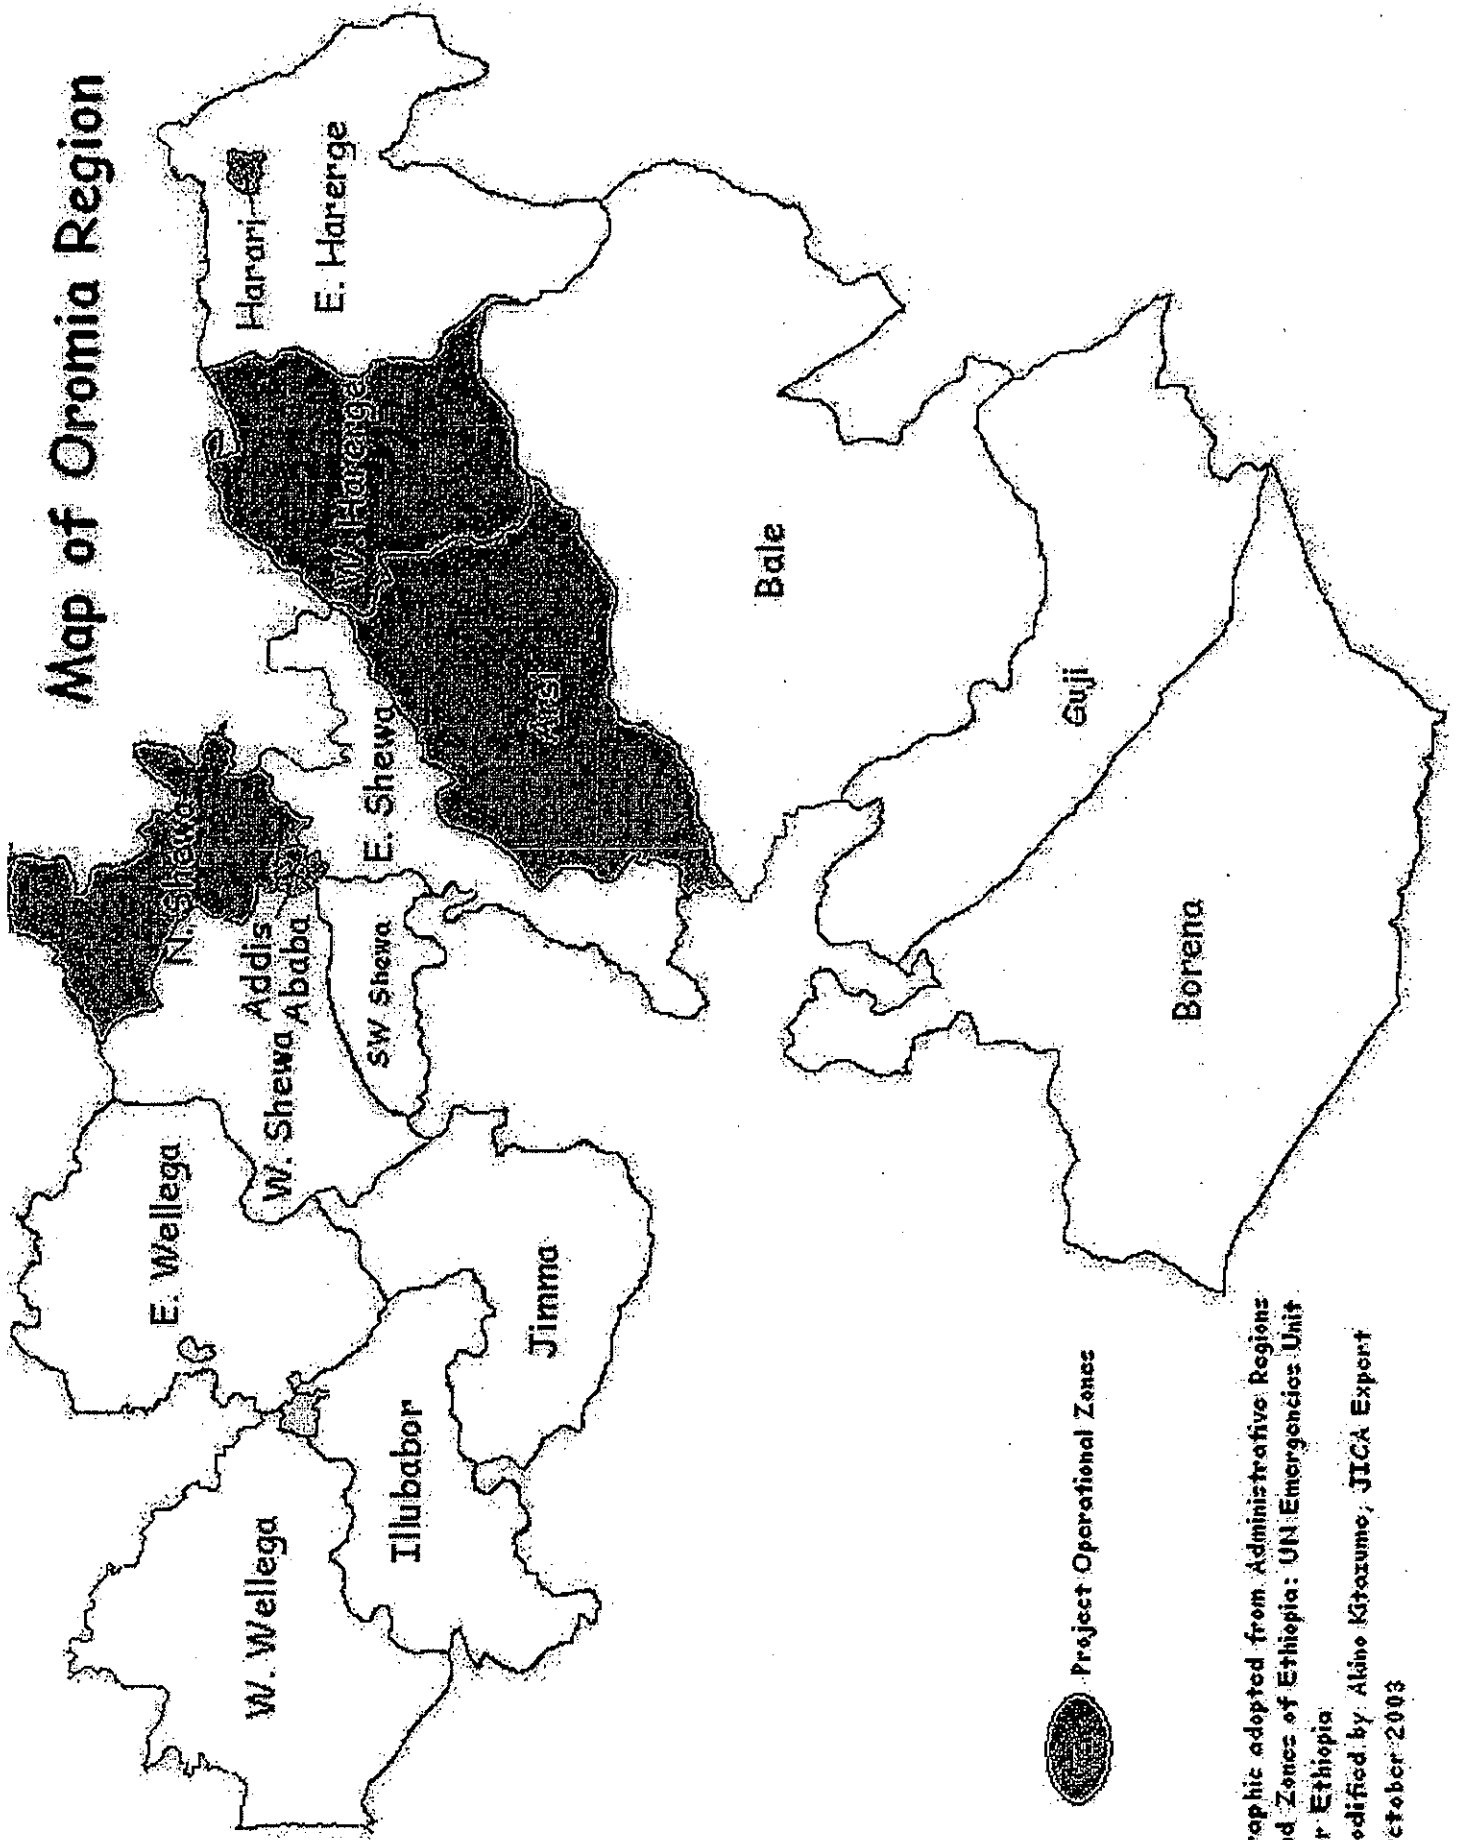 Map of Oromia Region
Harari
E. Harerge
W. Harerge
N. Shewa
Addis
Ababa
E. Shewa
Arsi
W. Shewa
SW Shewa
E. Wellega
W. Wellega
Illubabor
Jimma
Bale
Guji
Borena
Project Operational Zones
aphic adopted from Administrative Regions
d Zones of Ethiopia: UN Emergencies Unit
r Ethiopia
odified by Akino Kitazume, JICA Expert
ctober 2003